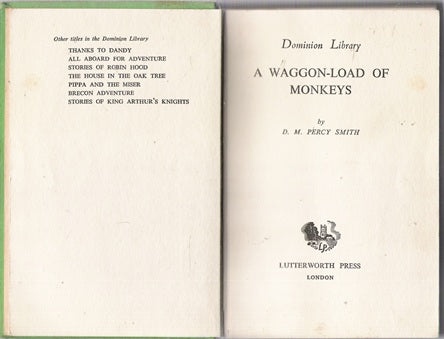 Other titles in the Dominion Library
THANKS TO DANDY
ALL ABOARD FOR ADVENTURE
STORIES OF ROBIN HOOD
THE HOUSE IN THE OAK TREE
PIPPA AND THE MISER
BRECON ADVENTURE
STORIES OF KING ARTHUR'S KNIGHTS
Dominion Library
A WAGGON-LOAD OF
MONKEYS
by
D. M. PERCY SMITH
LUTTERWORTH PRESS
LONDON